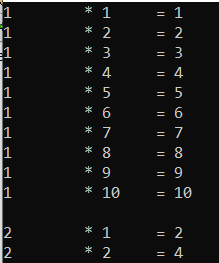 1 * 1 = 1
1 * 2 = 2
1 * 3 = 3
1 * 4 = 4
1 * 5 = 5
1 * 6 = 6
1 * 7 = 7
1 * 8 = 8
1 * 9 = 9
1 * 10 = 10
2 * 1 = 2
2 * 2 = 4